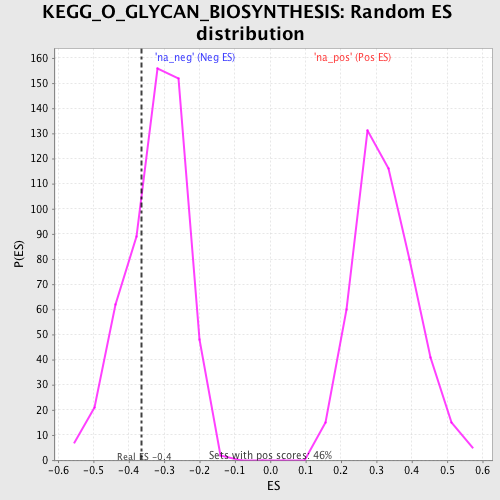 KEGG_O_GLYCAN_BIOSYNTHESIS: Random ES
distribution
'na_neg' (Neg ES)
'na_pos' (Pos ES)
160
150
140
130
120
110
100
90
80
70
60
50
40
30
20
10
0
P(ES)
Real ES -0.4
Sets with pos scores: 46%
-0.6 -0.5 -0.4 -0.3 -0.2 -0.1 0.0 0.1 0.2 0.3 0.4 0.5 0.6
ES